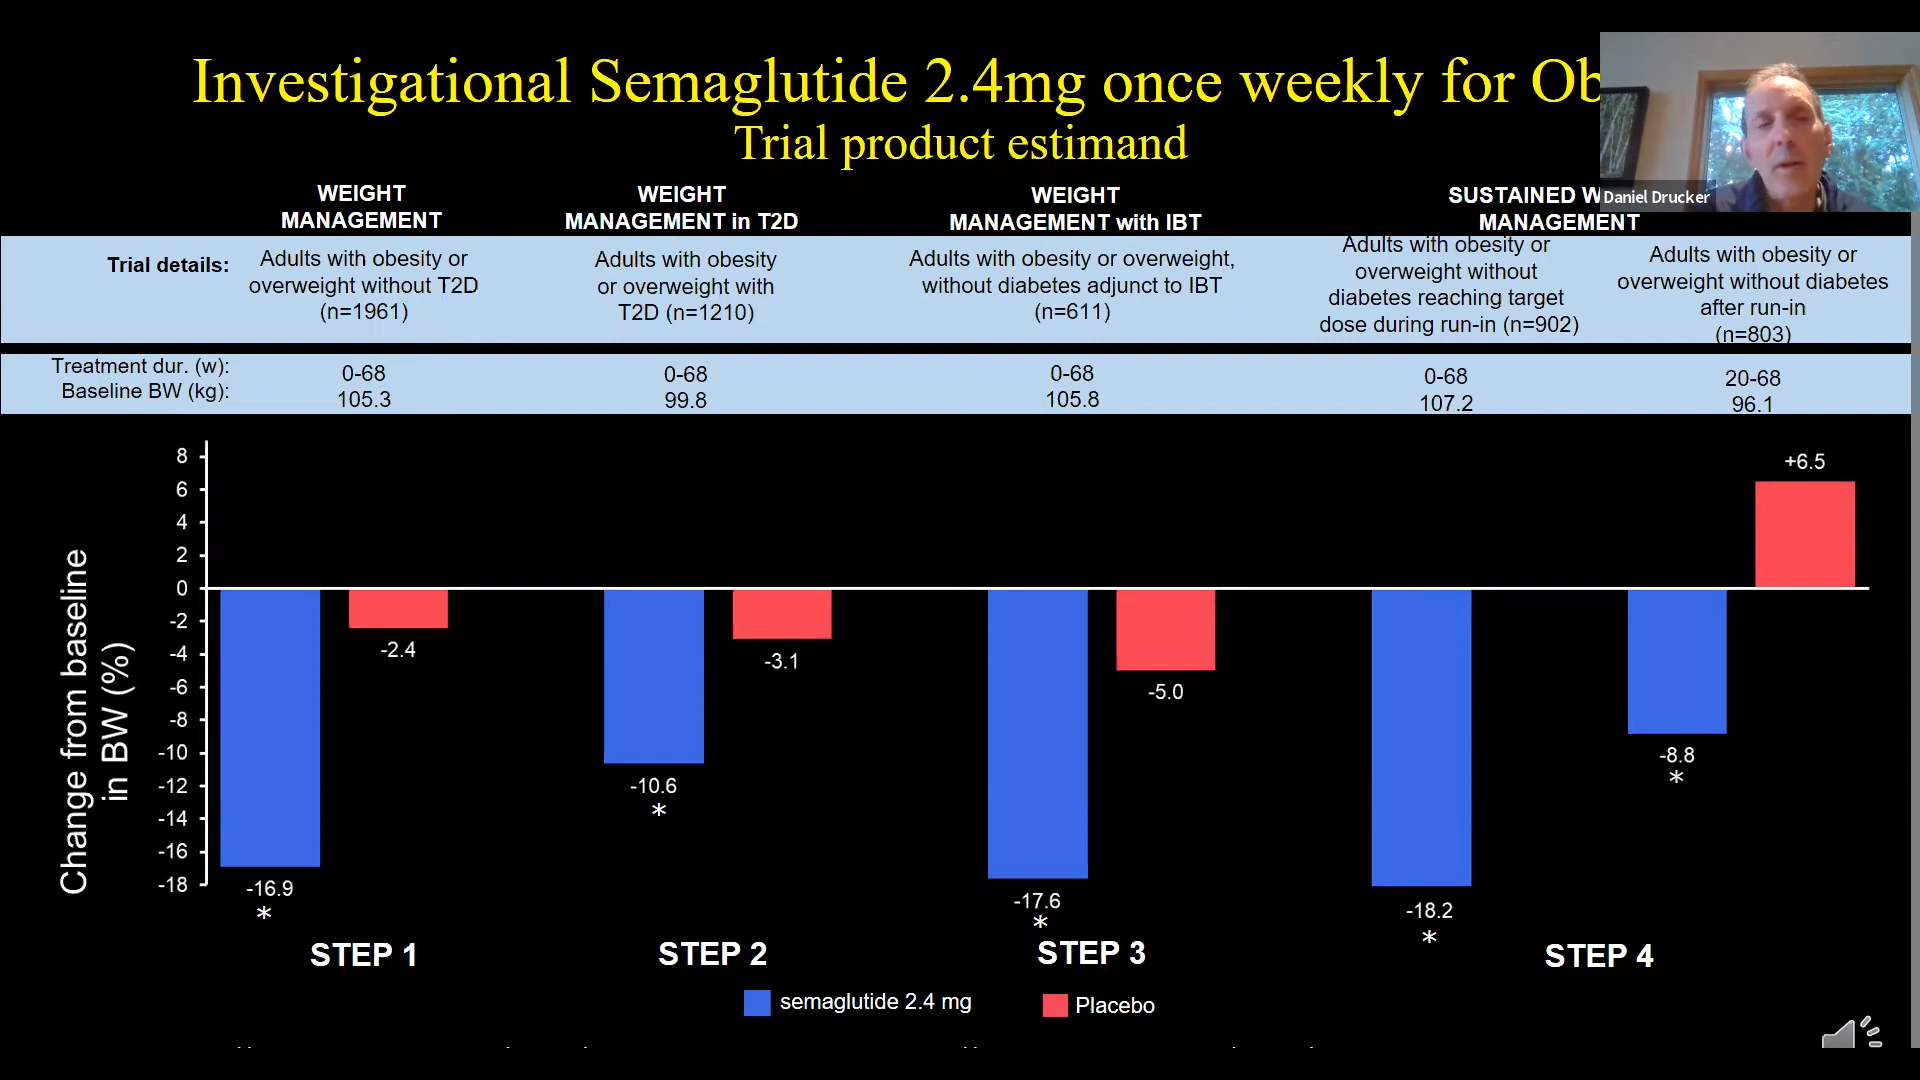 Investigational Semaglutide 2.4mg once weekly for Ob
Trial product estimand
Daniel Drucker
WEIGHT
MANAGEMENT
WEIGHT
MANAGEMENT in T2D
WEIGHT
MANAGEMENT with IBT
SUSTAINED W
MANAGEMENT
Trial details:
Adults with obesity or
overweight without T2D
(n=1961)
Adults with obesity
or overweight with
T2D (n=1210)
Adults with obesity or overweight,
without diabetes adjunct to IBT
(n=611)
Adults with obesity or
overweight without
diabetes reaching target
dose during run-in (n=902)
Adults with obesity or
overweight without diabetes
after run-in
(n=803)
Treatment dur. (w):
Baseline BW (kg):
0-68
105.3
0-68
99.8
0-68
105.8
0-68
107.2
20-68
96.1
Change from baseline
in BW (%)
8
6
4
2
0
-2
-4
-6
-8
-10
-12
-14
-16
-18
-16.9
*
-2.4
-10.6
*
-3.1
-17.6
*
-5.0
-18.2
*
-8.8
*
+6.5
STEP 1
STEP 2
STEP 3
STEP 4
semaglutide 2.4 mg
Placebo